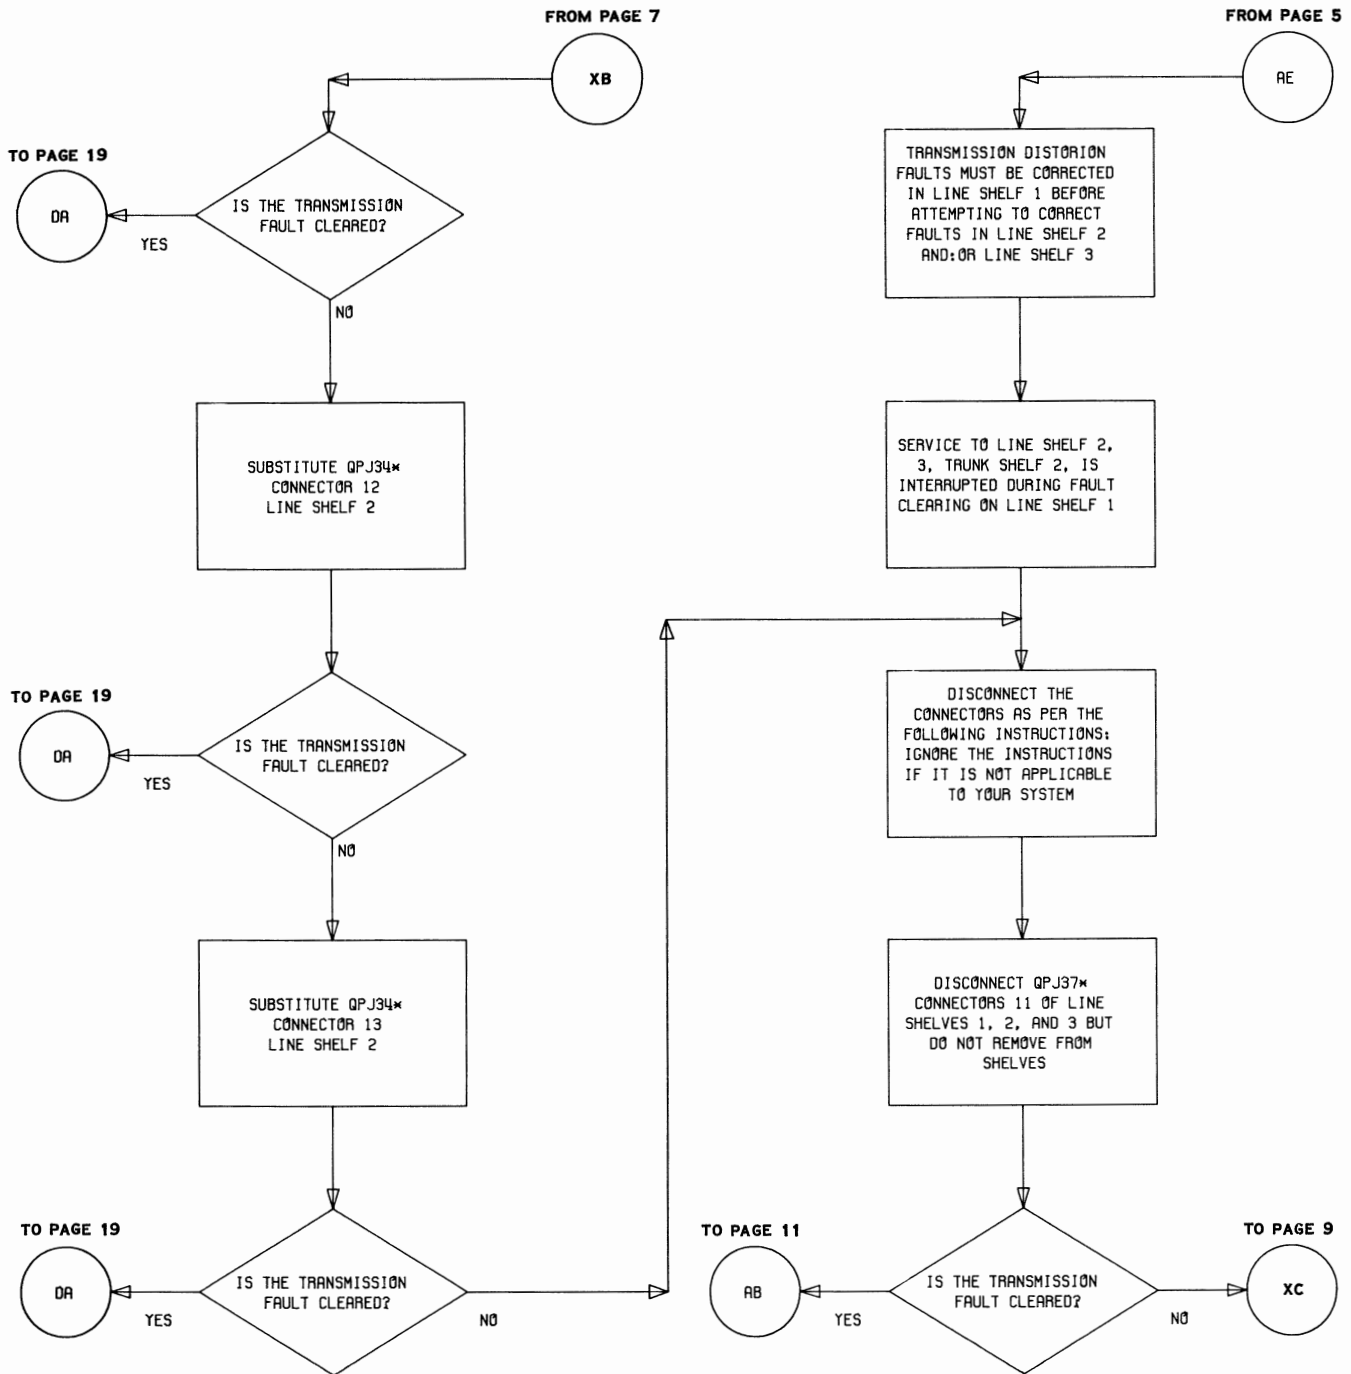 FROM PAGE 7
XB
TO PAGE 19
DA
YES
IS THE TRANSMISSION
FAULT CLEARED?
NO
SUBSTITUTE QPJ34*
CONNECTOR 12
LINE SHELF 2
TO PAGE 19
DA
YES
IS THE TRANSMISSION
FAULT CLEARED?
NO
SUBSTITUTE QPJ34*
CONNECTOR 13
LINE SHELF 2
TO PAGE 19
DA
YES
IS THE TRANSMISSION
FAULT CLEARED?
NO
FROM PAGE 5
AE
TRANSMISSION DISTORION
FAULTS MUST BE CORRECTED
IN LINE SHELF 1 BEFORE
ATTEMPTING TO CORRECT
FAULTS IN LINE SHELF 2
AND:OR LINE SHELF 3
SERVICE TO LINE SHELF 2,
3, TRUNK SHELF 2, IS
INTERRUPTED DURING FAULT
CLEARING ON LINE SHELF 1
DISCONNECT THE
CONNECTORS AS PER THE
FOLLOWING INSTRUCTIONS:
IGNORE THE INSTRUCTIONS
IF IT IS NOT APPLICABLE
TO YOUR SYSTEM
DISCONNECT QPJ37*
CONNECTORS 11 OF LINE
SHELVES 1, 2, AND 3 BUT
DO NOT REMOVE FROM
SHELVES
TO PAGE 11
AB
YES
IS THE TRANSMISSION
FAULT CLEARED?
NO
TO PAGE 9
XC